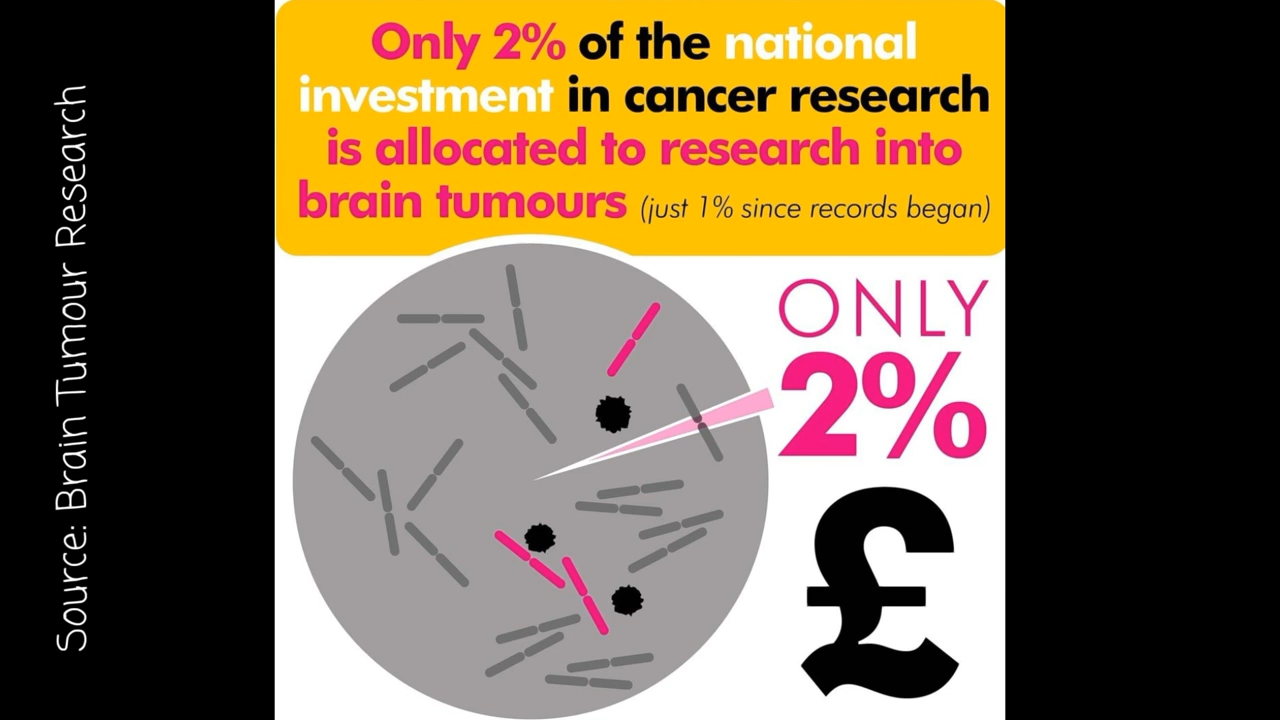 Source: Brain Tumour Research
Only 2% of the national
investment in cancer research
is allocated to research into
brain tumours (just 1% since records began)
ONLY
2%
£